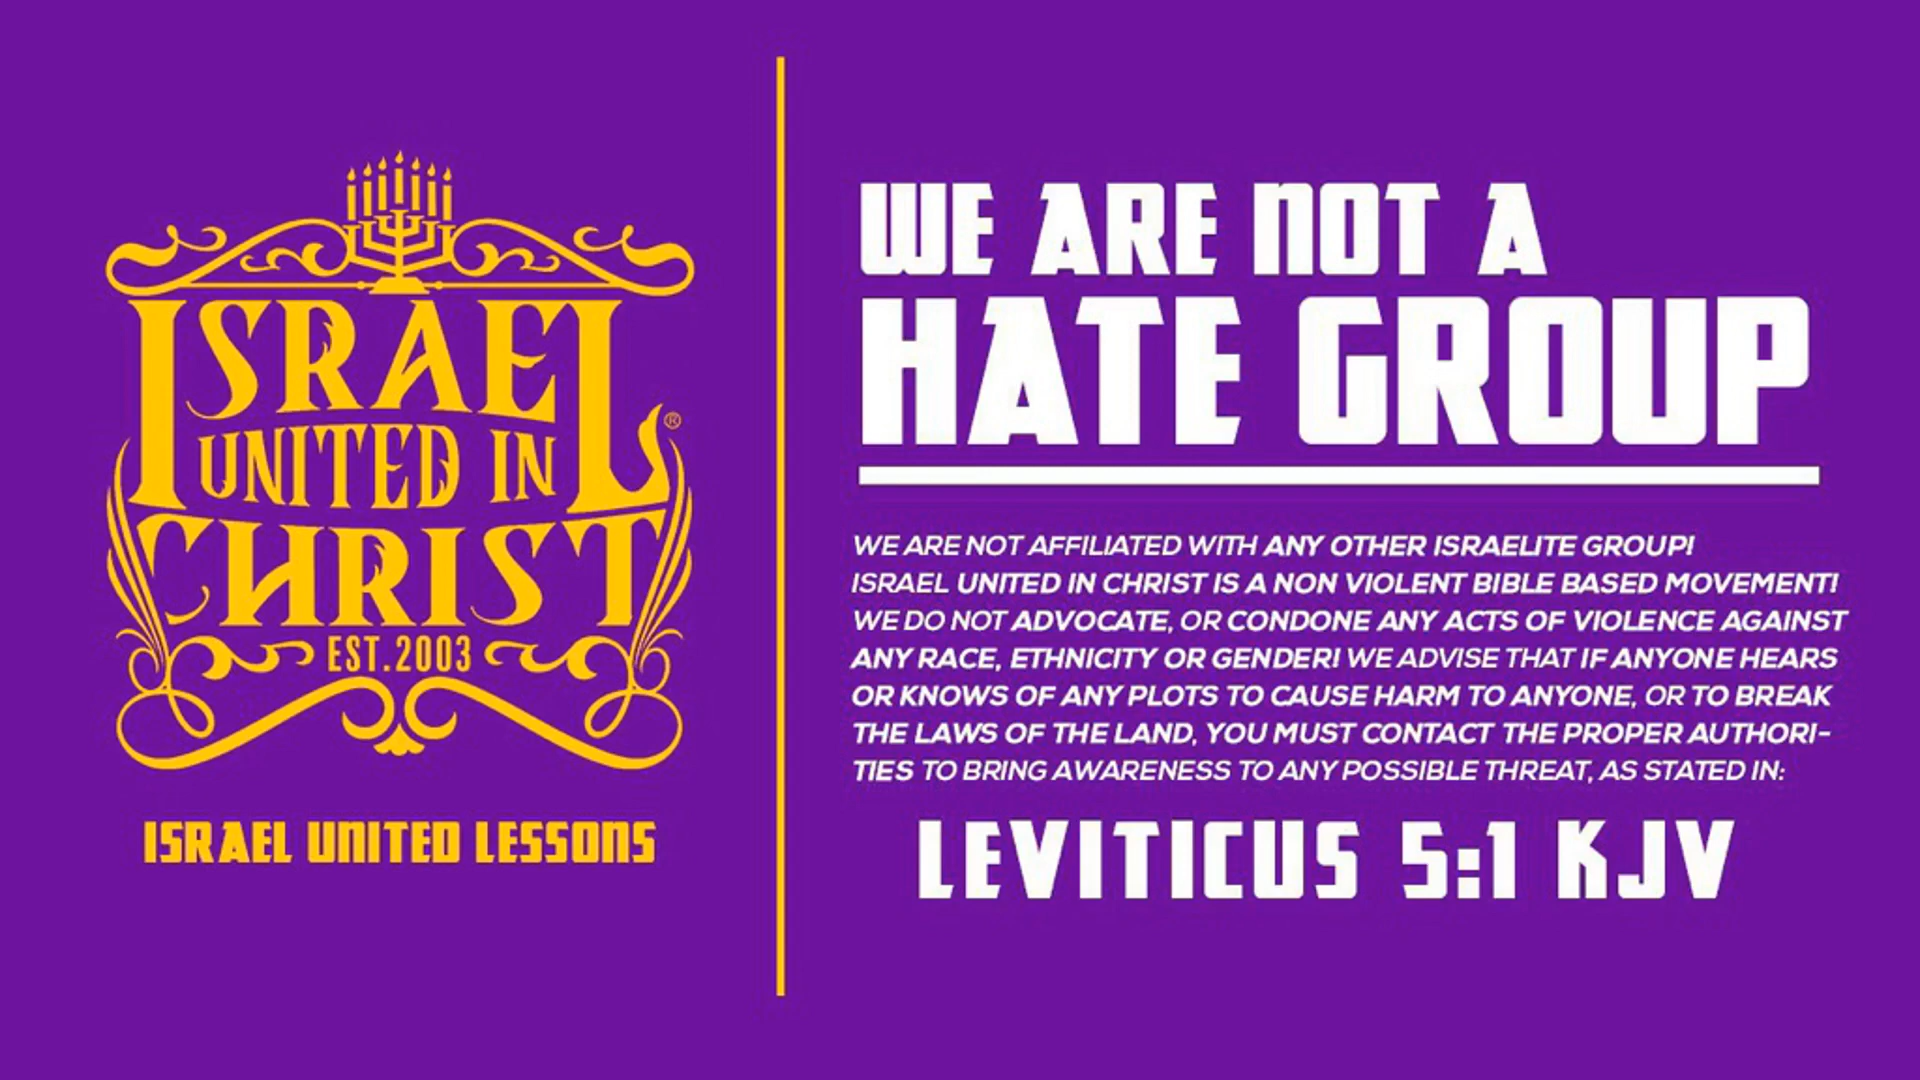 ISRAEL
UNITED IN
CHRIST
®
EST.2003
ISRAEL UNITED LESSONS
WE ARE NOT A
HATE GROUP
WE ARE NOT AFFILIATED WITH ANY OTHER ISRAELITE GROUP!
ISRAEL UNITED IN CHRIST IS A NON VIOLENT BIBLE BASED MOVEMENT!
WE DO NOT ADVOCATE, OR CONDONE ANY ACTS OF VIOLENCE AGAINST
ANY RACE, ETHNICITY OR GENDER! WE ADVISE THAT IF ANYONE HEARS
OR KNOWS OF ANY PLOTS TO CAUSE HARM TO ANYONE, OR TO BREAK
THE LAWS OF THE LAND, YOU MUST CONTACT THE PROPER AUTHORI-
TIES TO BRING AWARENESS TO ANY POSSIBLE THREAT, AS STATED IN:
LEVITICUS 5:1 KJV